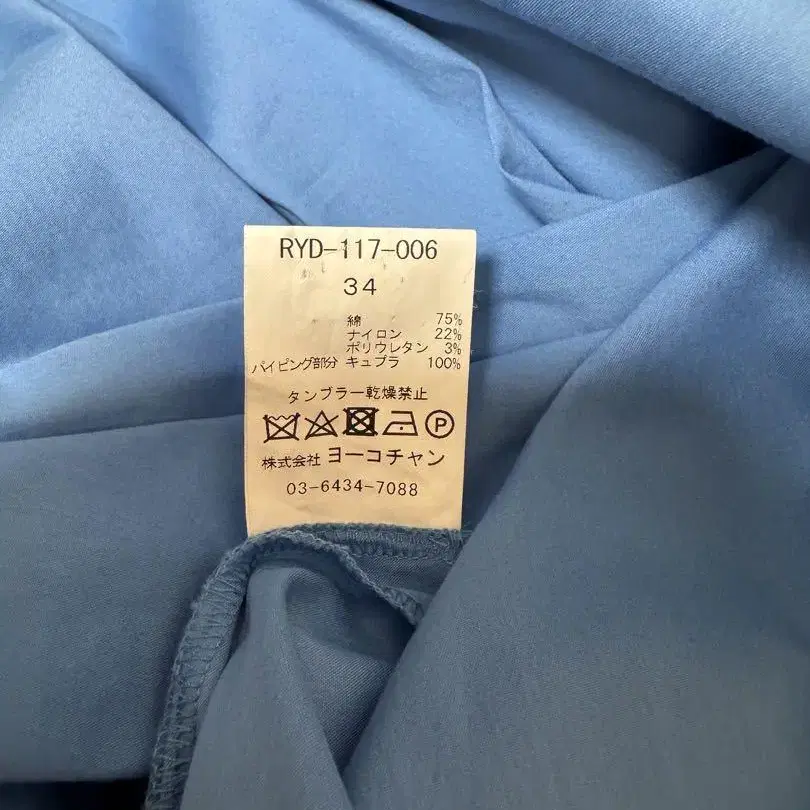 RYD-117-006
34
綿 75%
ナイロン 22%
ポリウレタン 3%
パイピング部分 キュプラ 100%
タンブラー乾燥禁止
P
株式会社 ヨーコチャン
03-6434-7088